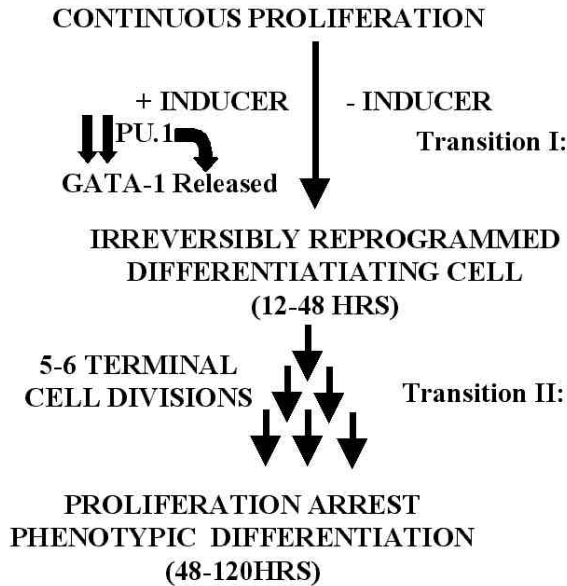 CONTINUOUS PROLIFERATION
+ INDUCER - INDUCER
PU.1
Transition I:
GATA-1 Released
IRREVERSIBLY REPROGRAMMED
DIFFERENTIATIATING CELL
(12-48 HRS)
5-6 TERMINAL
CELL DIVISIONS
Transition II:
PROLIFERATION ARREST
PHENOTYPIC DIFFERENTIATION
(48-120HRS)